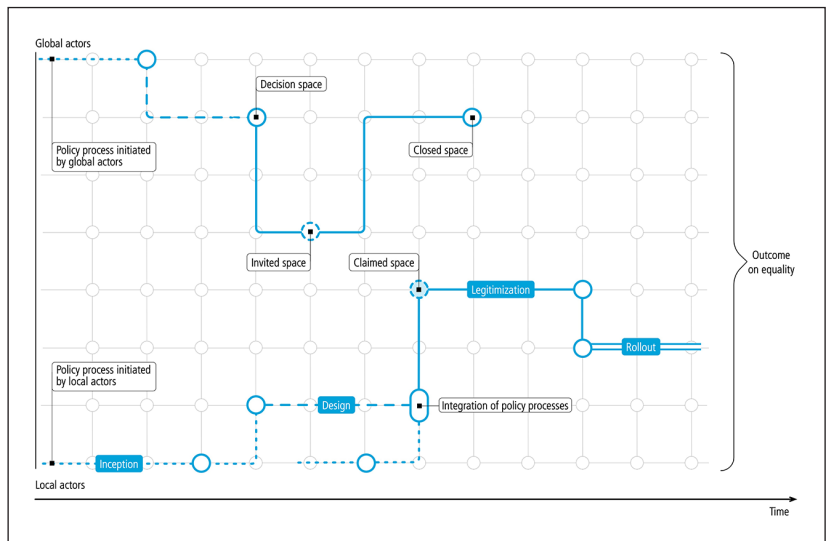 Global actors
Decision space
Policy process initiated
by global actors
Closed space
Invited space
Claimed space
Outcome
on equality
Legitimization
Rollout
Policy process initiated
by local actors
Design
Integration of policy processes
Inception
Local actors
Time